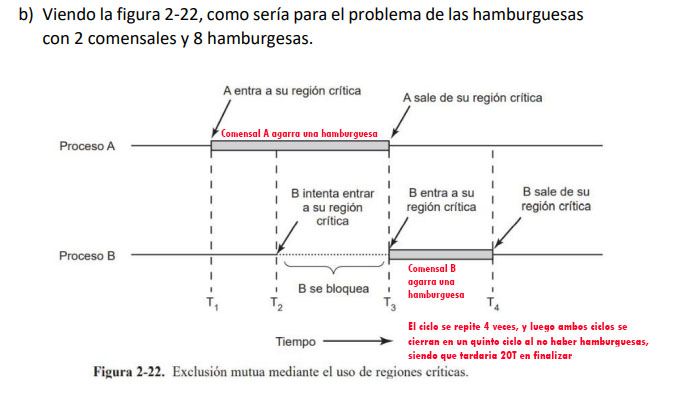 b) Viendo la figura 2-22, como sería para el problema de las hamburguesas
con 2 comensales y 8 hamburgesas.
A entra a su región crítica
A sale de su región crítica
Comensal A agarra una hamburguesa
Proceso A
B intenta entrar
a su región
crítica
B entra a su
región crítica
B sale de su
región crítica
Proceso B
B se bloquea
Comensal B
agarra una
hamburguesa
T1
T2
T3
T4
Tiempo
El ciclo se repite 4 veces, y luego ambos ciclos se
cierran en un quinto ciclo al no haber hamburguesas,
siendo que tardaria 20T en finalizar
Figura 2-22. Exclusión mutua mediante el uso de regiones críticas.